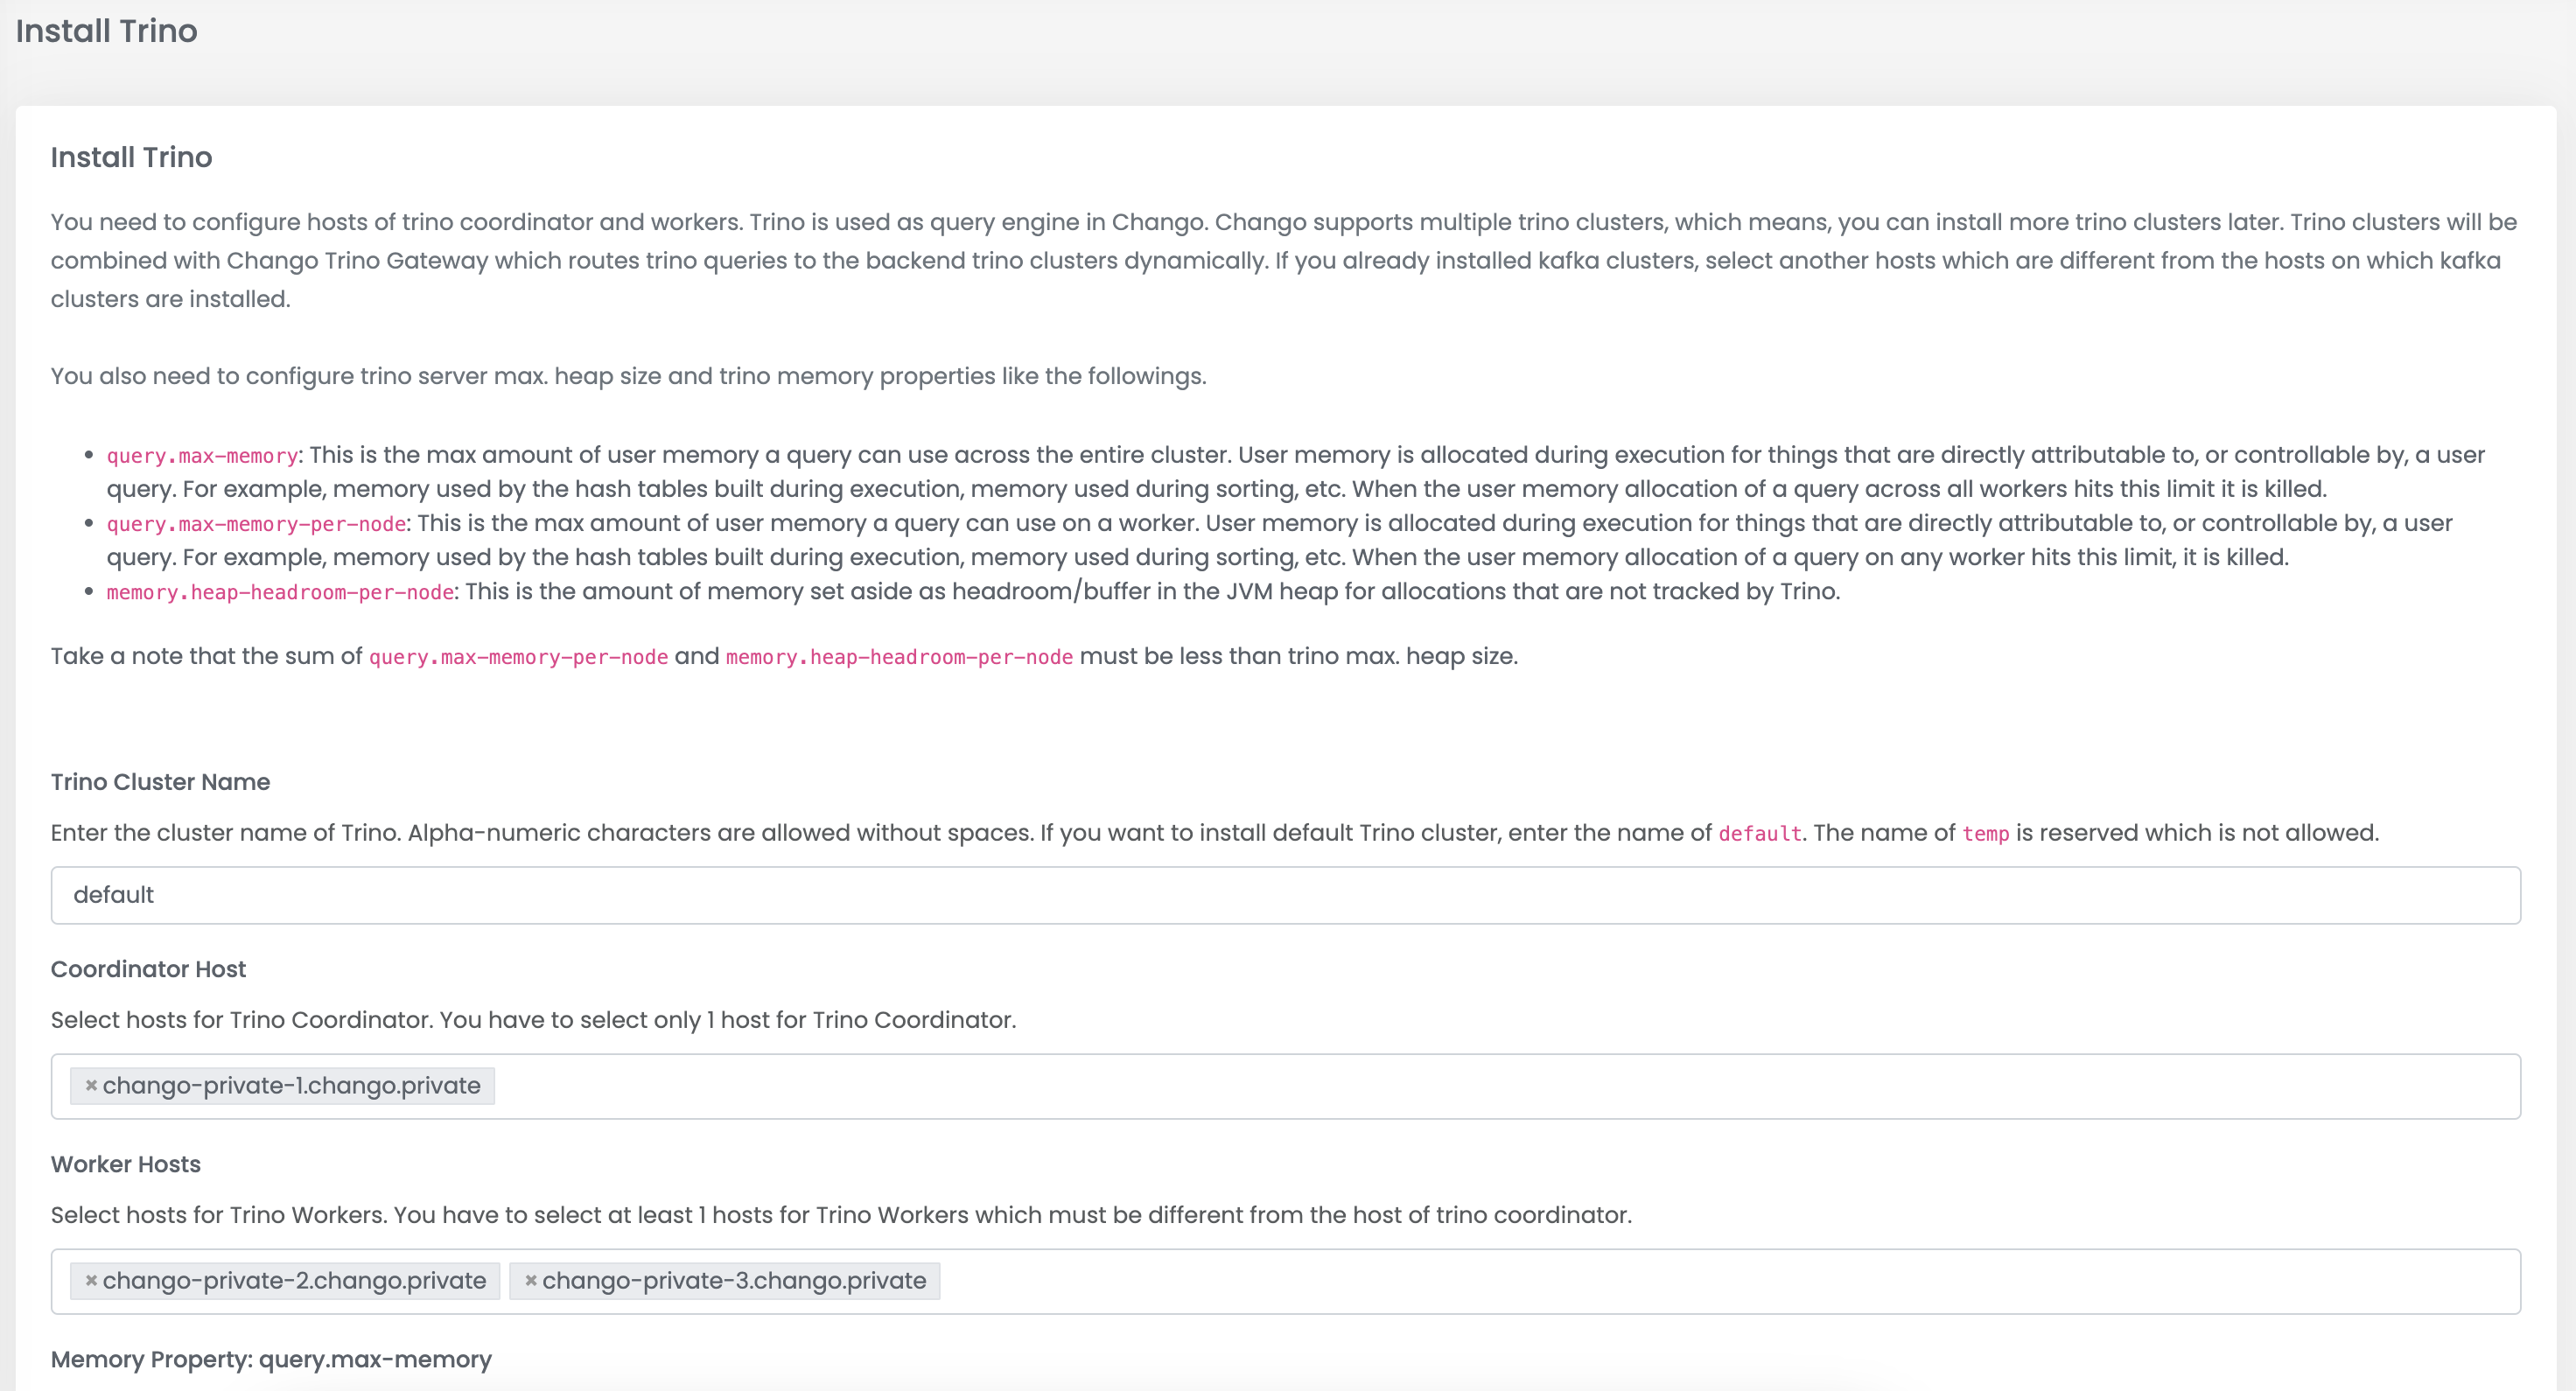 Install Trino
Install Trino
You need to configure hosts of trino coordinator and workers. Trino is used as query engine in Chango. Chango supports multiple trino clusters, which means, you can install more trino clusters later. Trino clusters will be
combined with Chango Trino Gateway which routes trino queries to the backend trino clusters dynamically. If you already installed kafka clusters, select another hosts which are different from the hosts on which kafka
clusters are installed.
You also need to configure trino server max. heap size and trino memory properties like the followings.
• query.max-memory: This is the max amount of user memory a query can use across the entire cluster. User memory is allocated during execution for things that are directly attributable to, or controllable by, a user
query. For example, memory used by the hash tables built during execution, memory used during sorting, etc. When the user memory allocation of a query across all workers hits this limit it is killed.
• query.max-memory-per-node: This is the max amount of user memory a query can use on a worker. User memory is allocated during execution for things that are directly attributable to, or controllable by, a user
query. For example, memory used by the hash tables built during execution, memory used during sorting, etc. When the user memory allocation of a query on any worker hits this limit, it is killed.
• memory.heap-headroom-per-node: This is the amount of memory set aside as headroom/buffer in the JVM heap for allocations that are not tracked by Trino.
Take a note that the sum of query.max-memory-per-node and memory.heap-headroom-per-node must be less than trino max. heap size.
Trino Cluster Name
Enter the cluster name of Trino. Alpha-numeric characters are allowed without spaces. If you want to install default Trino cluster, enter the name of default. The name of temp is reserved which is not allowed.
default
Coordinator Host
Select hosts for Trino Coordinator. You have to select only 1 host for Trino Coordinator.
× chango-private-1.chango.private
Worker Hosts
Select hosts for Trino Workers. You have to select at least 1 hosts for Trino Workers which must be different from the host of trino coordinator.
× chango-private-2.chango.private × chango-private-3.chango.private
Memory Property: query.max-memory